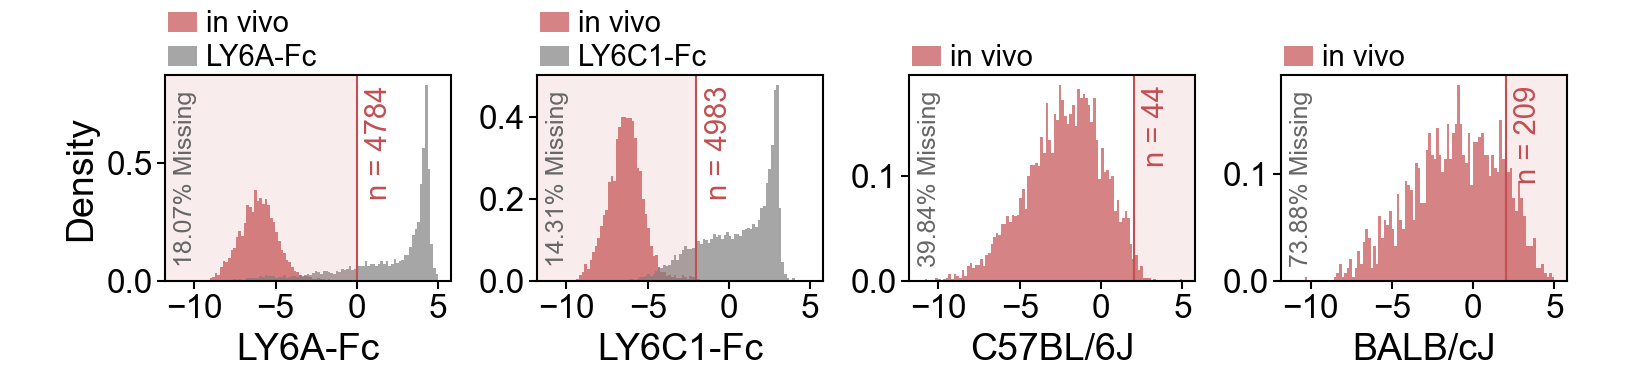 in vivo
LY6A-Fc
Density
0.5
0.0
18.07% Missing
n = 4784
−10 −5 0 5
LY6A-Fc
in vivo
LY6C1-Fc
0.4
0.2
0.0
14.31% Missing
n = 4983
−10 −5 0 5
LY6C1-Fc
in vivo
0.1
0.0
39.84% Missing
n = 44
−10 −5 0 5
C57BL/6J
in vivo
0.1
0.0
73.88% Missing
n = 209
−10 −5 0 5
BALB/cJ